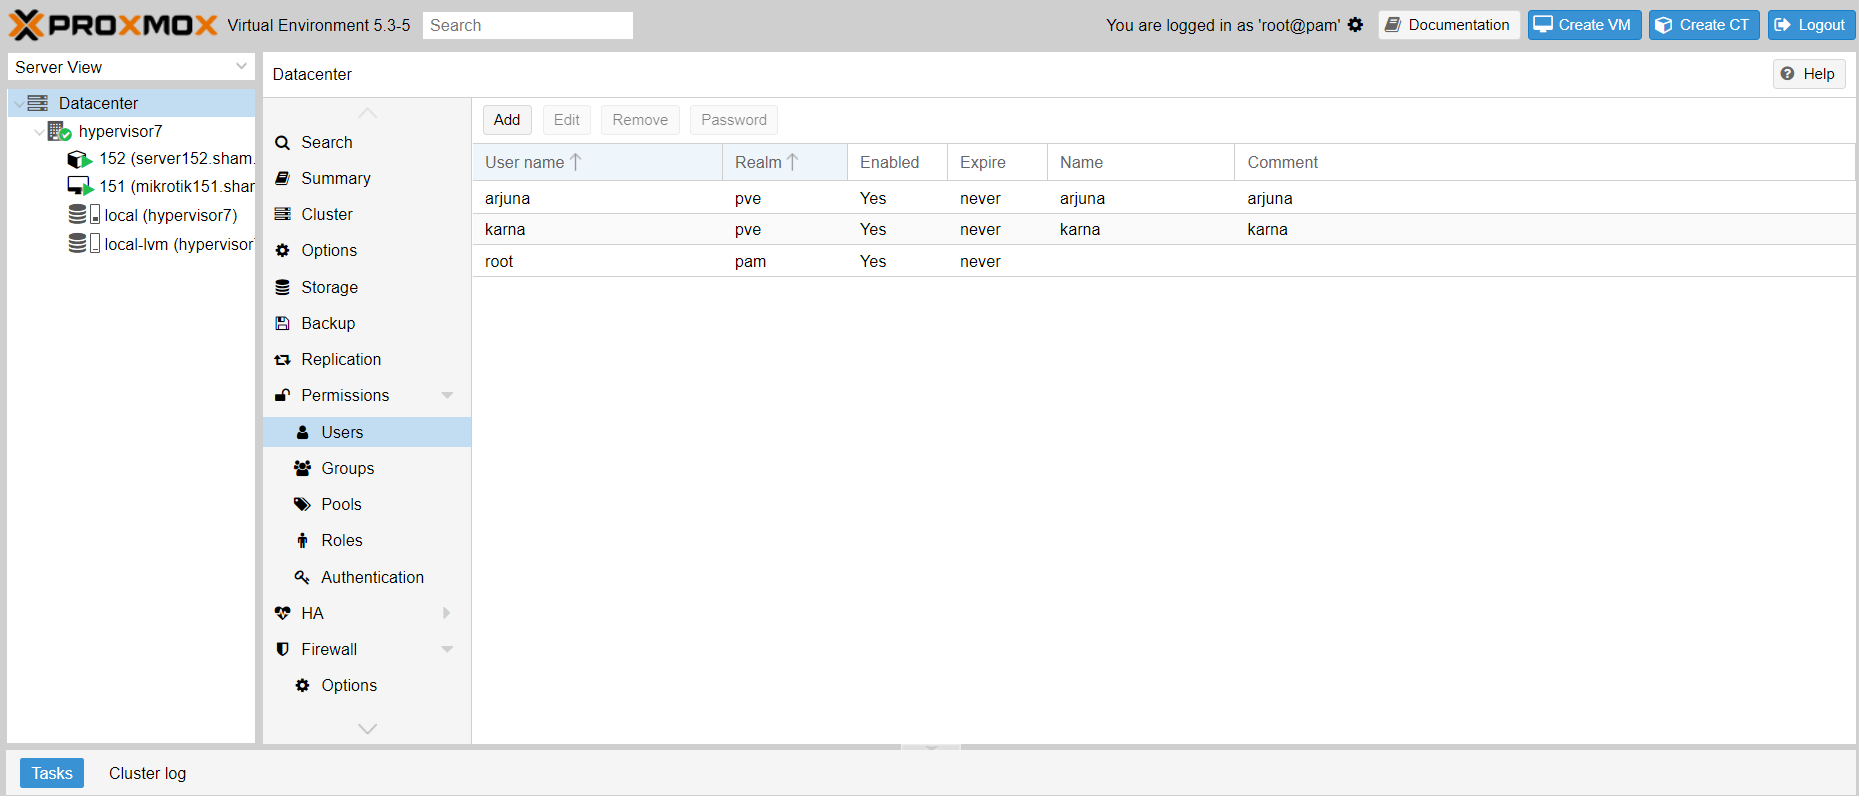 PROXMOX Virtual Environment 5.3-5 Search You are logged in as 'root@pam' Documentation Create VM Create CT Logout
Server View
Datacenter
hypervisor7
152 (server152.sham.
151 (mikrotik151.shar
local (hypervisor7)
local-lvm (hypervisor7
Datacenter Help
Search
Summary
Cluster
Options
Storage
Backup
Replication
Permissions
Users
Groups
Pools
Roles
Authentication
HA
Firewall
Options
Add Edit Remove Password
User name Realm Enabled Expire Name Comment
arjuna pve Yes never arjuna arjuna
karna pve Yes never karna karna
root pam Yes never
Tasks Cluster log